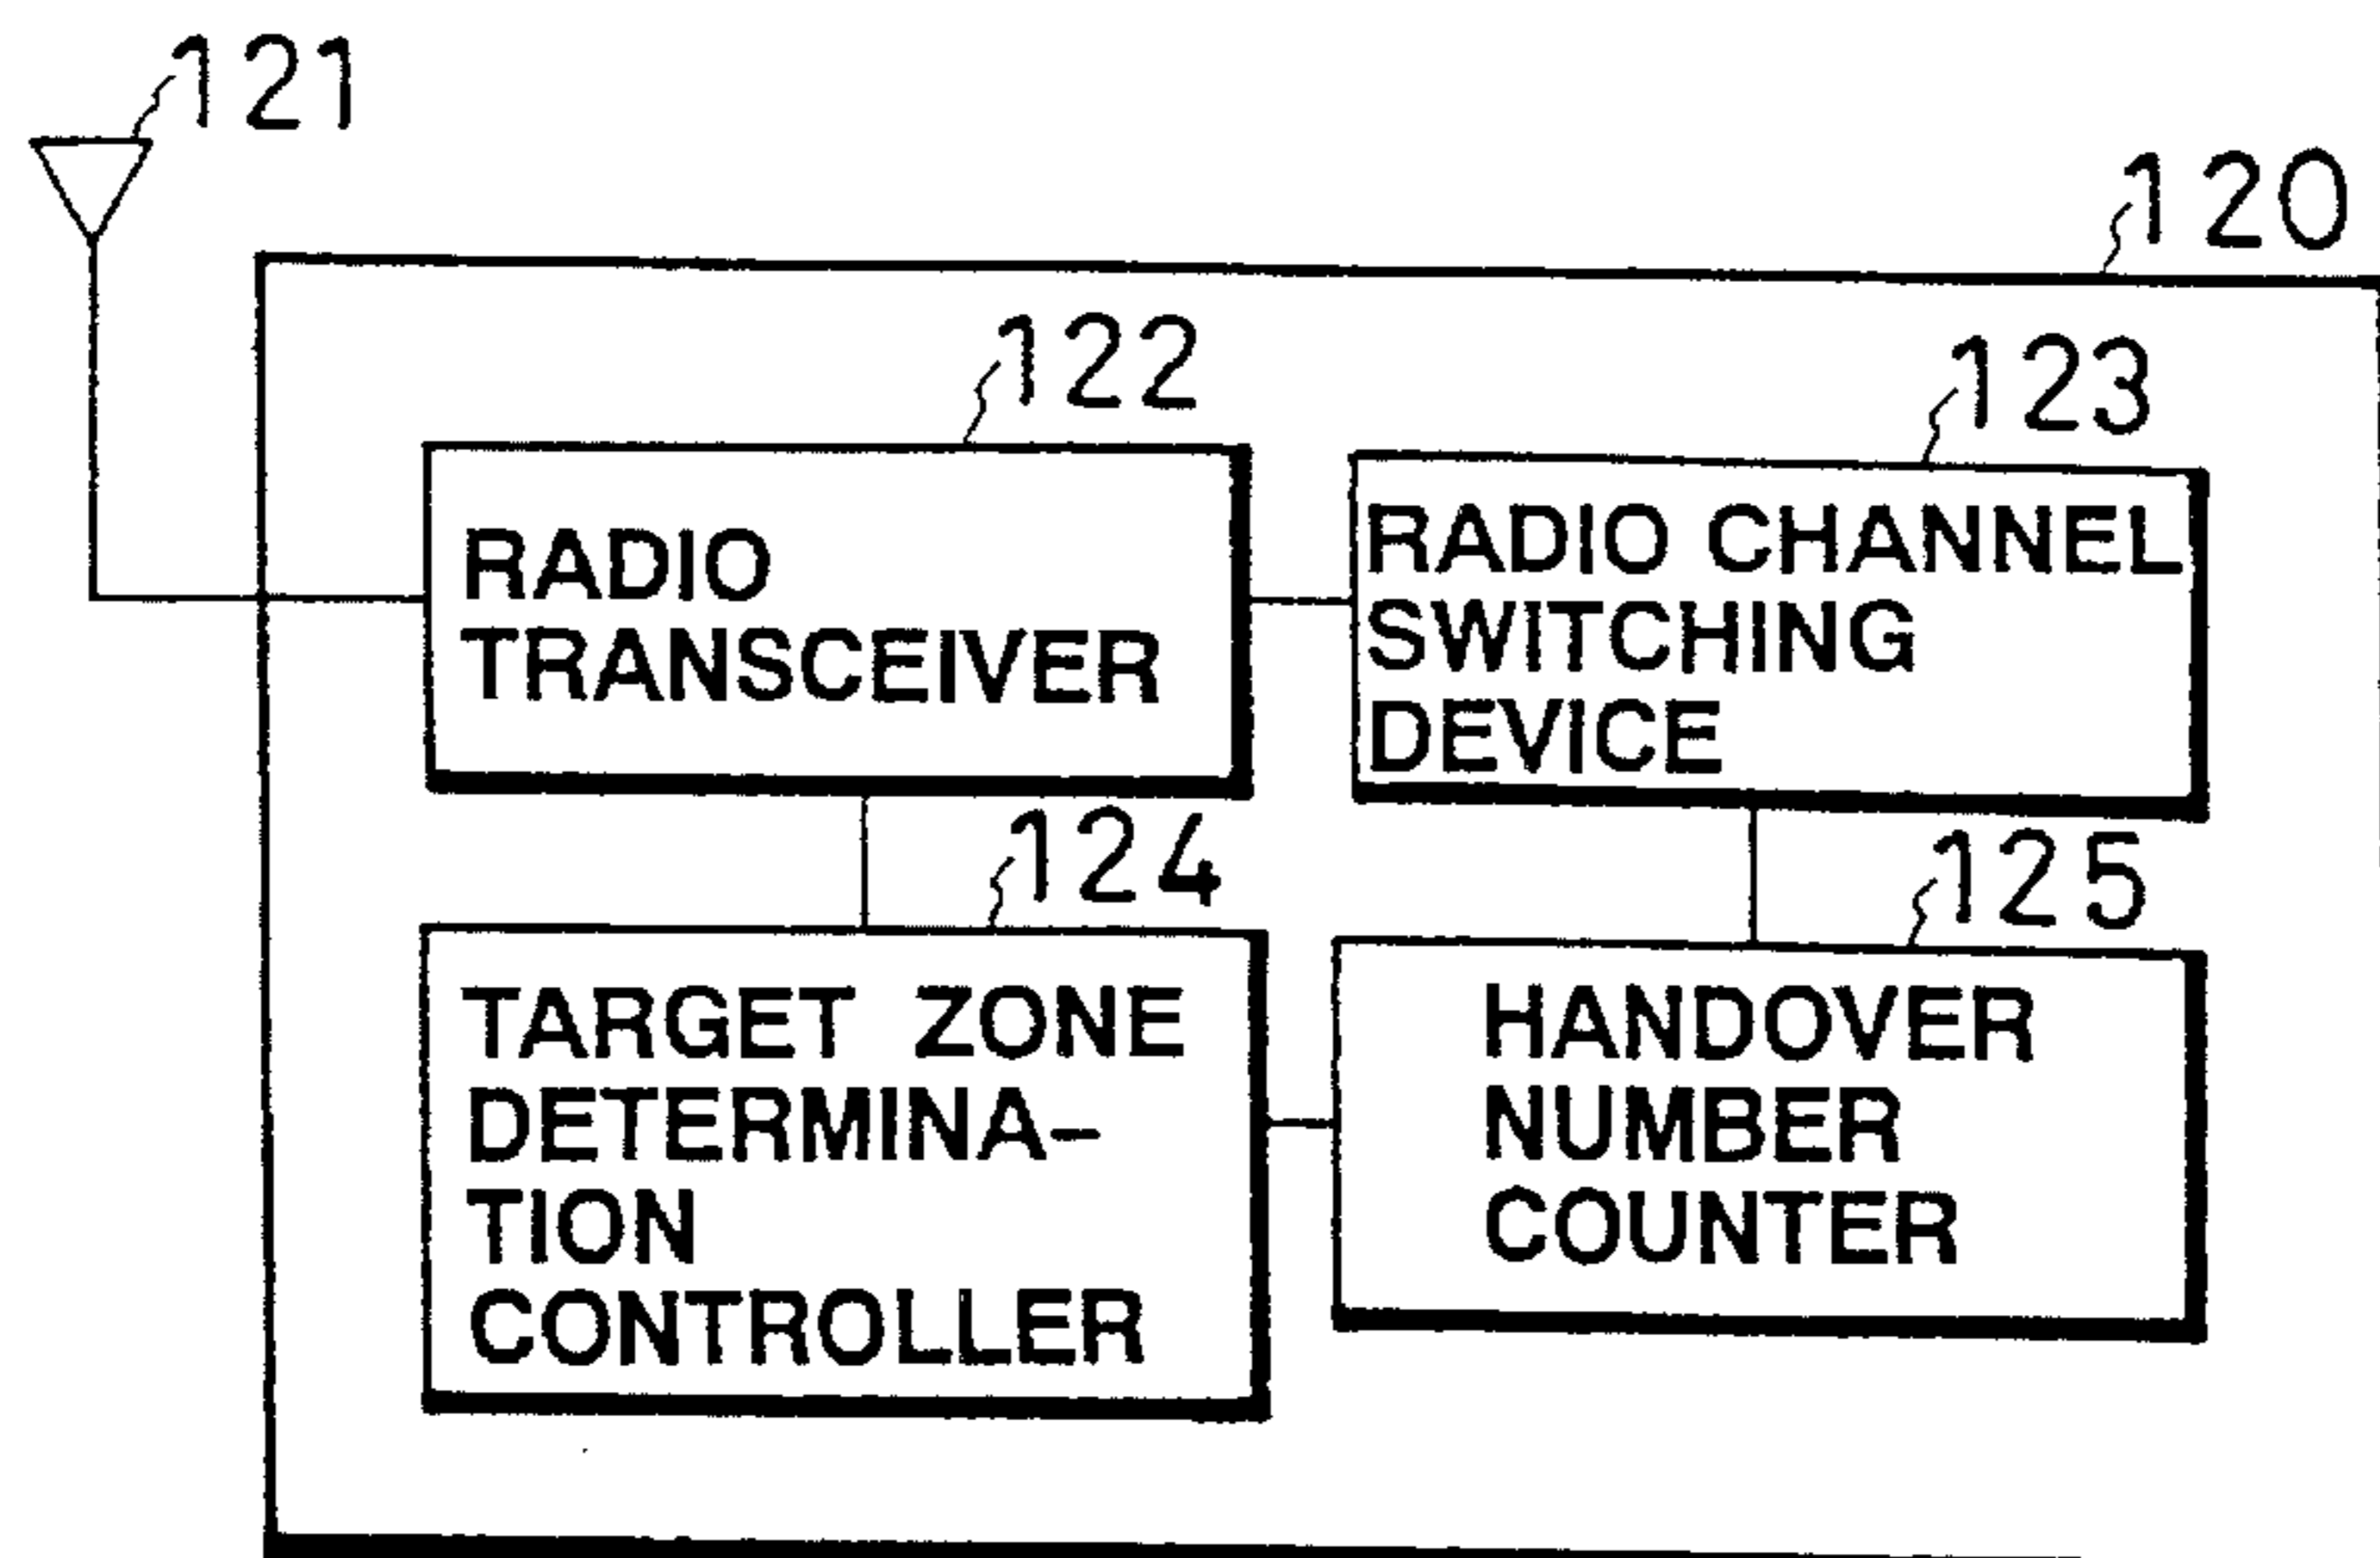 121
120
122
123
RADIO
TRANSCEIVER
RADIO CHANNEL
SWITCHING
DEVICE
124
125
TARGET ZONE
DETERMINA-
TION
CONTROLLER
HANDOVER
NUMBER
COUNTER